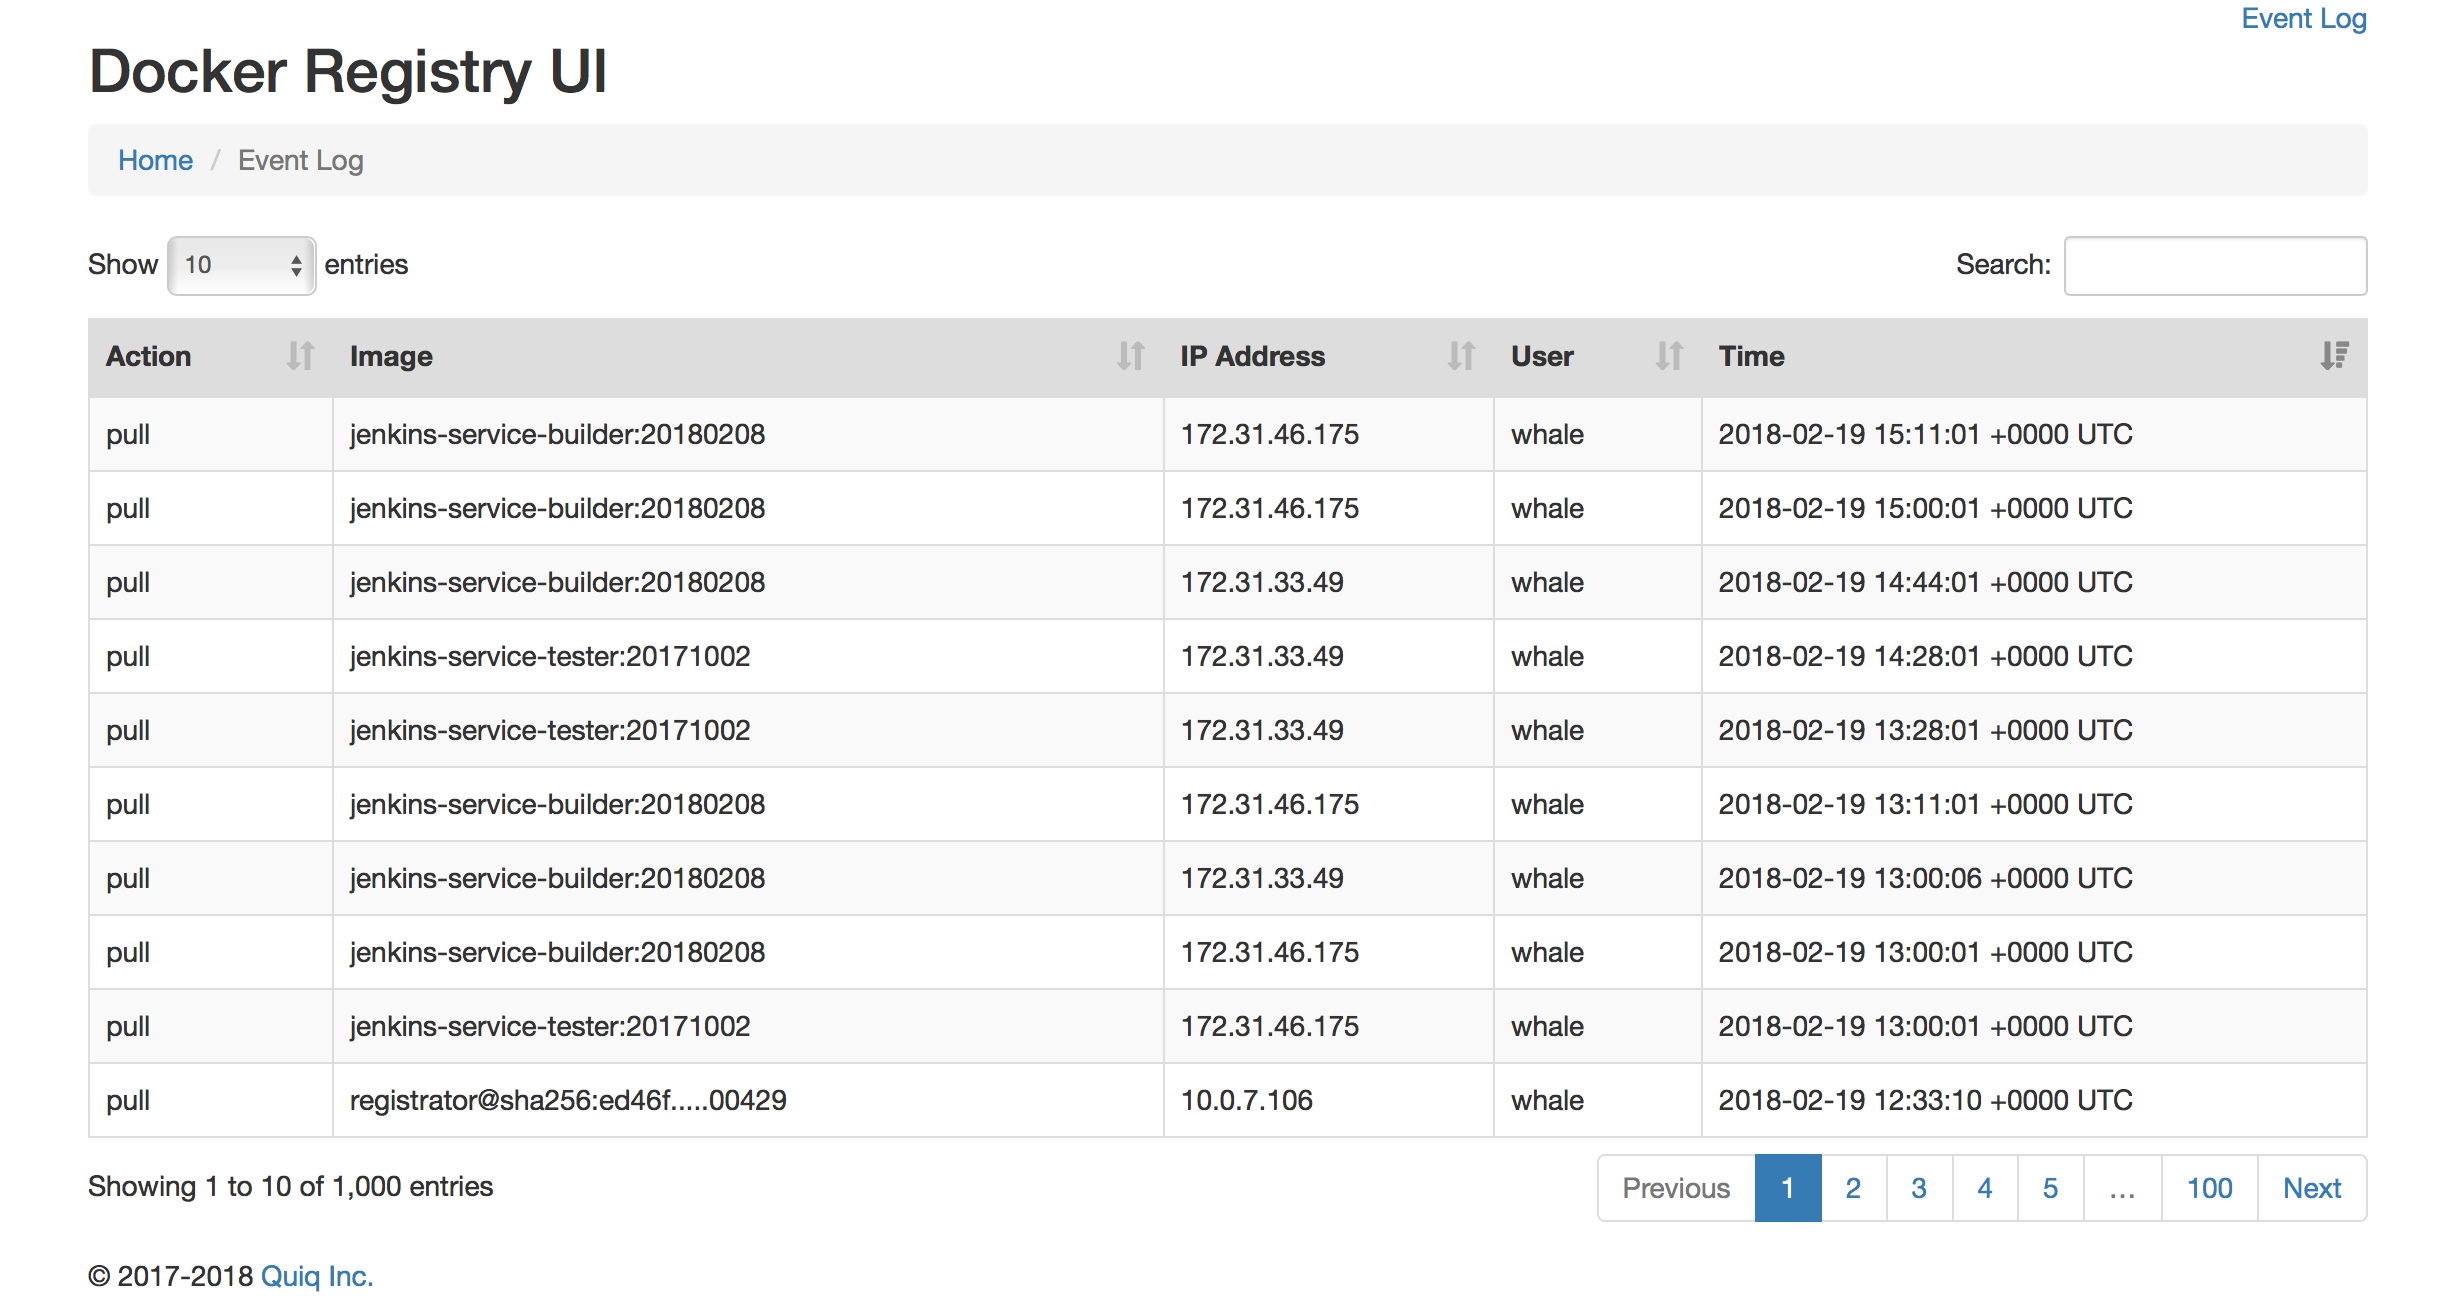 Event Log
Docker Registry UI
Home / Event Log
Show 10 entries Search:
Action Image IP Address User Time
pull jenkins-service-builder:20180208 172.31.46.175 whale 2018-02-19 15:11:01 +0000 UTC
pull jenkins-service-builder:20180208 172.31.46.175 whale 2018-02-19 15:00:01 +0000 UTC
pull jenkins-service-builder:20180208 172.31.33.49 whale 2018-02-19 14:44:01 +0000 UTC
pull jenkins-service-tester:20171002 172.31.33.49 whale 2018-02-19 14:28:01 +0000 UTC
pull jenkins-service-tester:20171002 172.31.33.49 whale 2018-02-19 13:28:01 +0000 UTC
pull jenkins-service-builder:20180208 172.31.46.175 whale 2018-02-19 13:11:01 +0000 UTC
pull jenkins-service-builder:20180208 172.31.33.49 whale 2018-02-19 13:00:06 +0000 UTC
pull jenkins-service-builder:20180208 172.31.46.175 whale 2018-02-19 13:00:01 +0000 UTC
pull jenkins-service-tester:20171002 172.31.46.175 whale 2018-02-19 13:00:01 +0000 UTC
pull registrator@sha256:ed46f.....00429 10.0.7.106 whale 2018-02-19 12:33:10 +0000 UTC
Showing 1 to 10 of 1,000 entries Previous 1 2 3 4 5 … 100 Next
© 2017-2018 Quiq Inc.